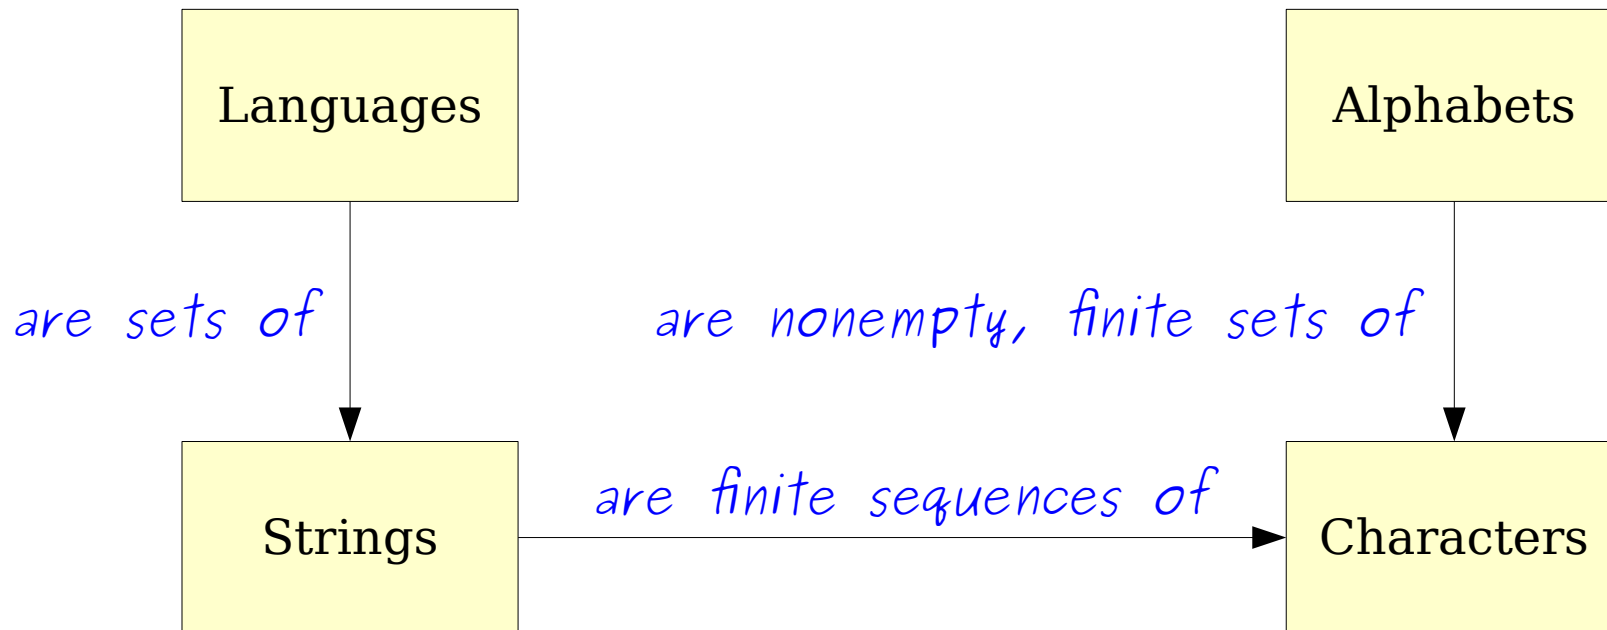 Languages
Alphabets
are sets of
are nonempty, finite sets of
are finite sequences of
Strings
Characters